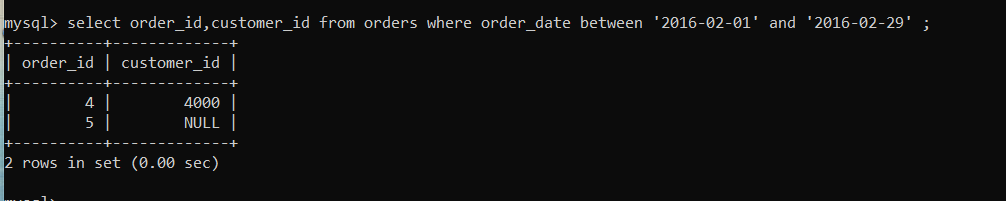 mysql> select order_id,customer_id from orders where order_date between '2016-02-01' and '2016-02-29' ;
+----------+-------------+
| order_id | customer_id |
+----------+-------------+
|        4 |        4000 |
|        5 |        NULL |
+----------+-------------+
2 rows in set (0.00 sec)
mysql>